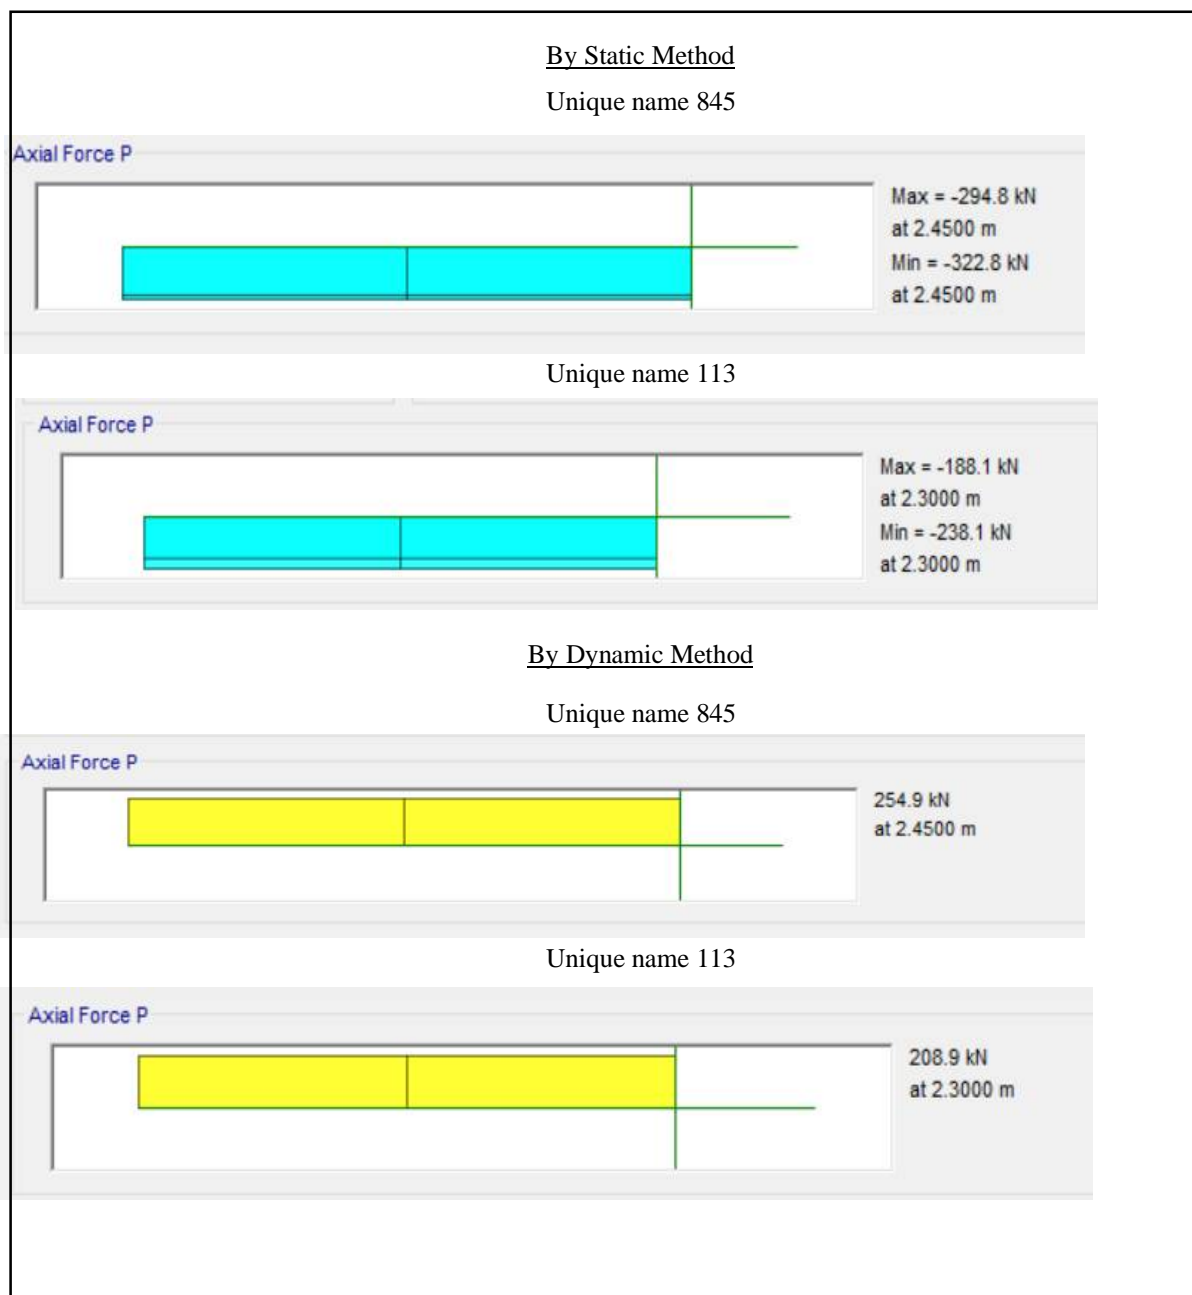 By Static Method
Unique name 845
Axial Force P
Max = -294.8 kN
at 2.4500 m
Min = -322.8 kN
at 2.4500 m
Unique name 113
Axial Force P
Max = -188.1 kN
at 2.3000 m
Min = -238.1 kN
at 2.3000 m
By Dynamic Method
Unique name 845
Axial Force P
254.9 kN
at 2.4500 m
Unique name 113
Axial Force P
208.9 kN
at 2.3000 m